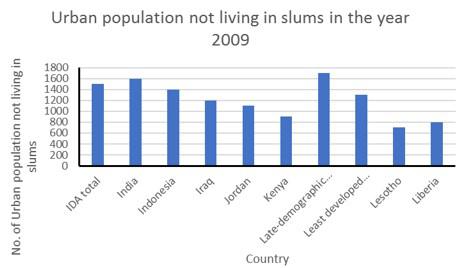 Urban population not living in slums in the year
2009
No. of Urban population not living in
slums
1800
1600
1400
1200
1000
800
600
400
200
0
IDA total
India
Indonesia
Iraq
Jordan
Kenya
Late-demographic...
Least developed...
Lesotho
Liberia
Country